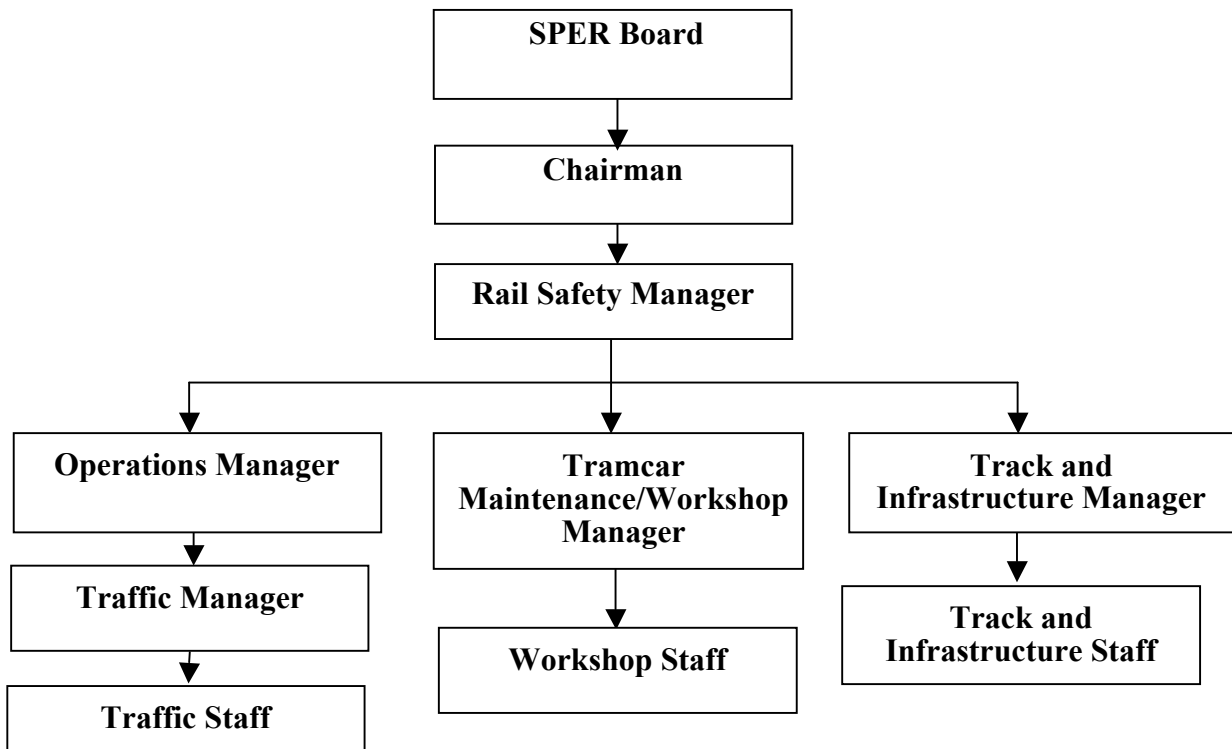 SPER Board
Chairman
Rail Safety Manager
Operations Manager
Tramcar
Maintenance/Workshop
Manager
Track and
Infrastructure Manager
Traffic Manager
Workshop Staff
Track and
Infrastructure Staff
Traffic Staff